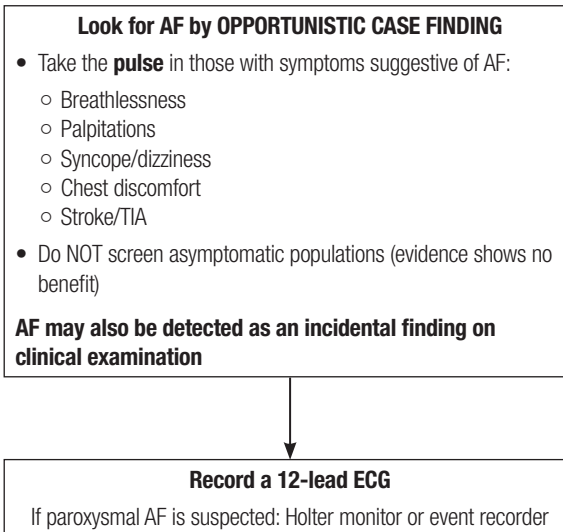 Look for AF by OPPORTUNISTIC CASE FINDING
• Take the pulse in those with symptoms suggestive of AF:
○ Breathlessness
○ Palpitations
○ Syncope/dizziness
○ Chest discomfort
○ Stroke/TIA
• Do NOT screen asymptomatic populations (evidence shows no
benefit)
AF may also be detected as an incidental finding on
clinical examination
Record a 12-lead ECG
If paroxysmal AF is suspected: Holter monitor or event recorder